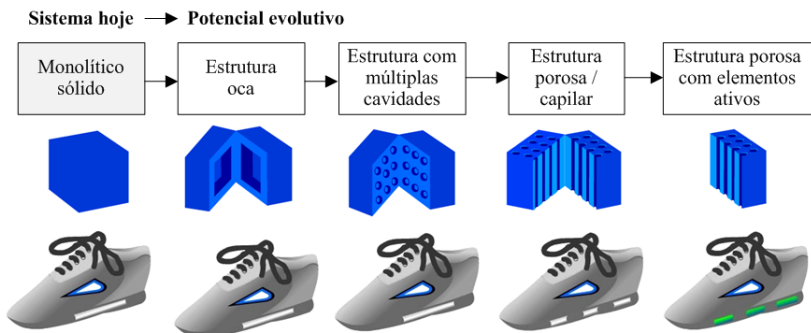 Sistema hoje
Potencial evolutivo
Monolítico
sólido
Estrutura
oca
Estrutura com
múltiplas
cavidades
Estrutura
porosa /
capilar
Estrutura porosa
com elementos
ativos